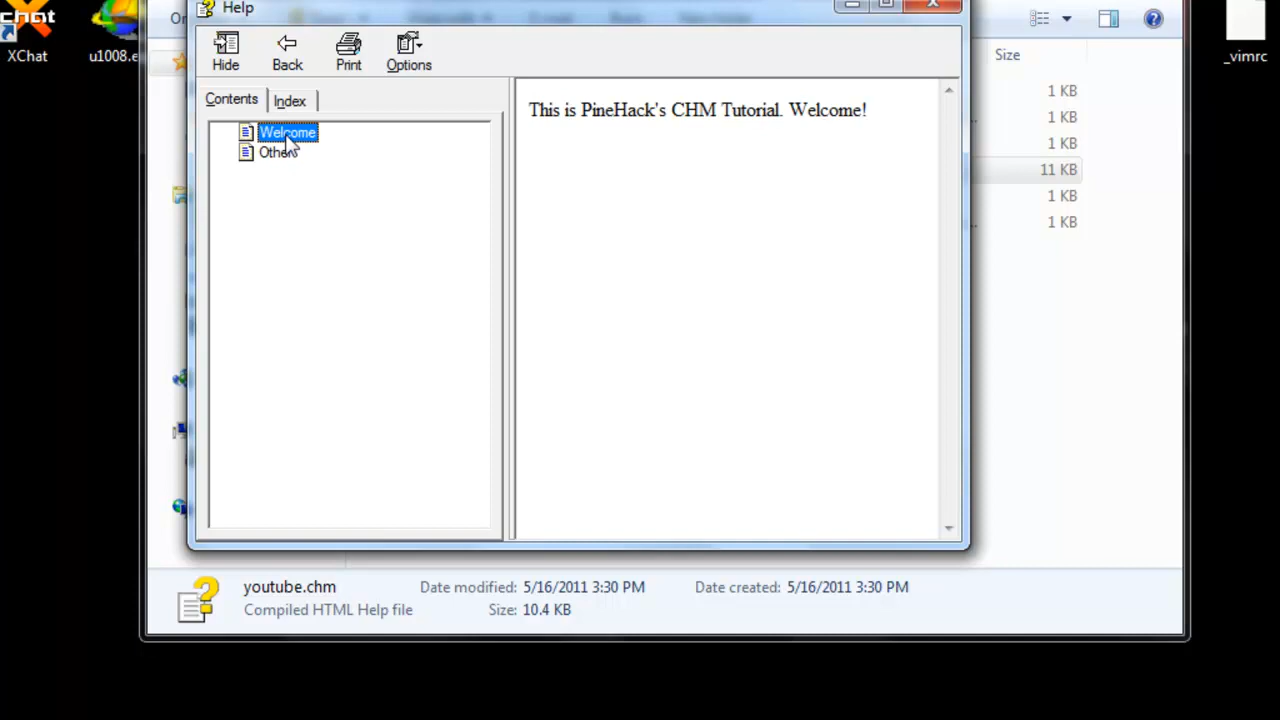 Help
chat
XChat
u1008.e
Size
_vimrc
Hide
Back
Print
Options
Contents
Index
This is PineHack's CHM Tutorial. Welcome!
Welcome
Others
1 KB
1 KB
1 KB
11 KB
1 KB
1 KB
youtube.chm
Date modified: 5/16/2011 3:30 PM
Date created: 5/16/2011 3:30 PM
Compiled HTML Help file
Size: 10.4 KB